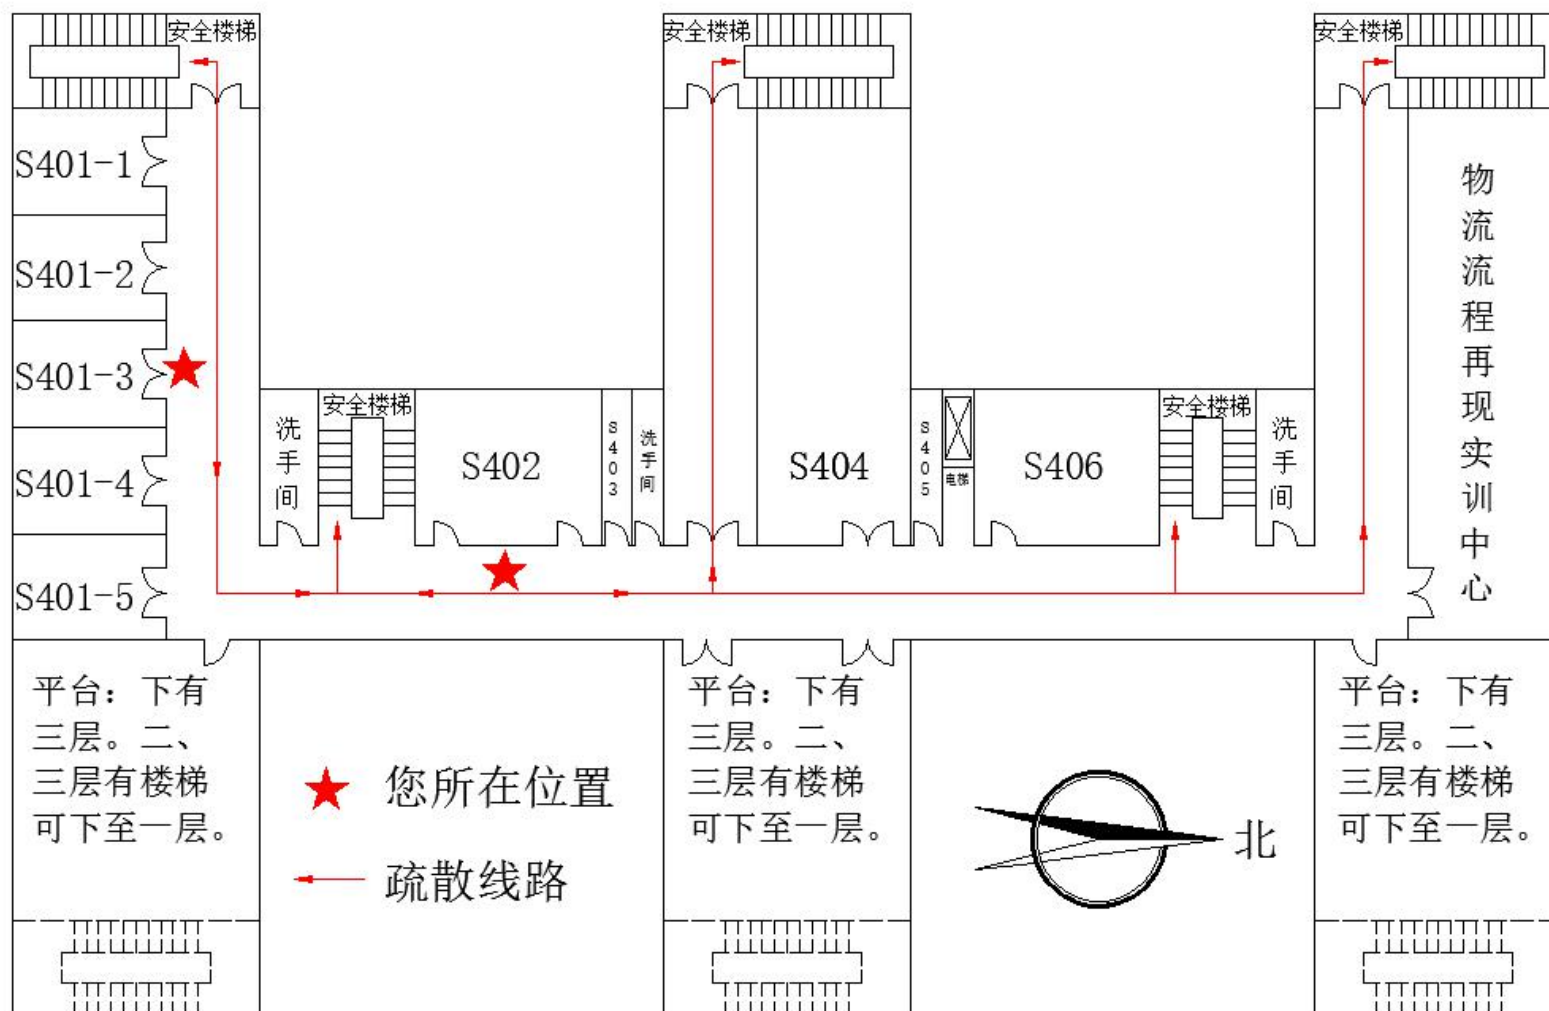 安全楼梯
安全楼梯
安全楼梯
S401-1
S401-2
S401-3
S401-4
S401-5
洗手间
安全楼梯
S402
S403
洗手间
S404
S405
电梯
S406
安全楼梯
洗手间
物流流程再现实训中心
平台：下有
三层。二、
三层有楼梯
可下至一层。
平台：下有
三层。二、
三层有楼梯
可下至一层。
平台：下有
三层。二、
三层有楼梯
可下至一层。
您所在位置
疏散线路
北